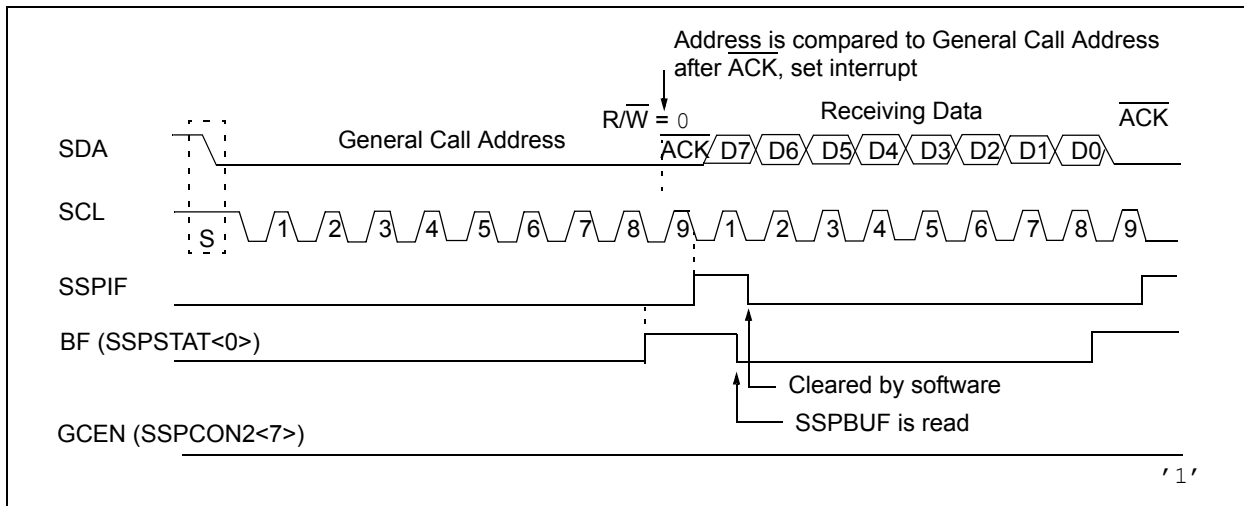 Address is compared to General Call Address
after ACK, set interrupt
R/W = 0
Receiving Data
ACK
SDA
General Call Address
ACK D7 D6 D5 D4 D3 D2 D1 D0
SCL
S
1 2 3 4 5 6 7 8 9 1 2 3 4 5 6 7 8 9
SSPIF
BF (SSPSTAT<0>)
Cleared by software
SSPBUF is read
GCEN (SSPCON2<7>)
’1’